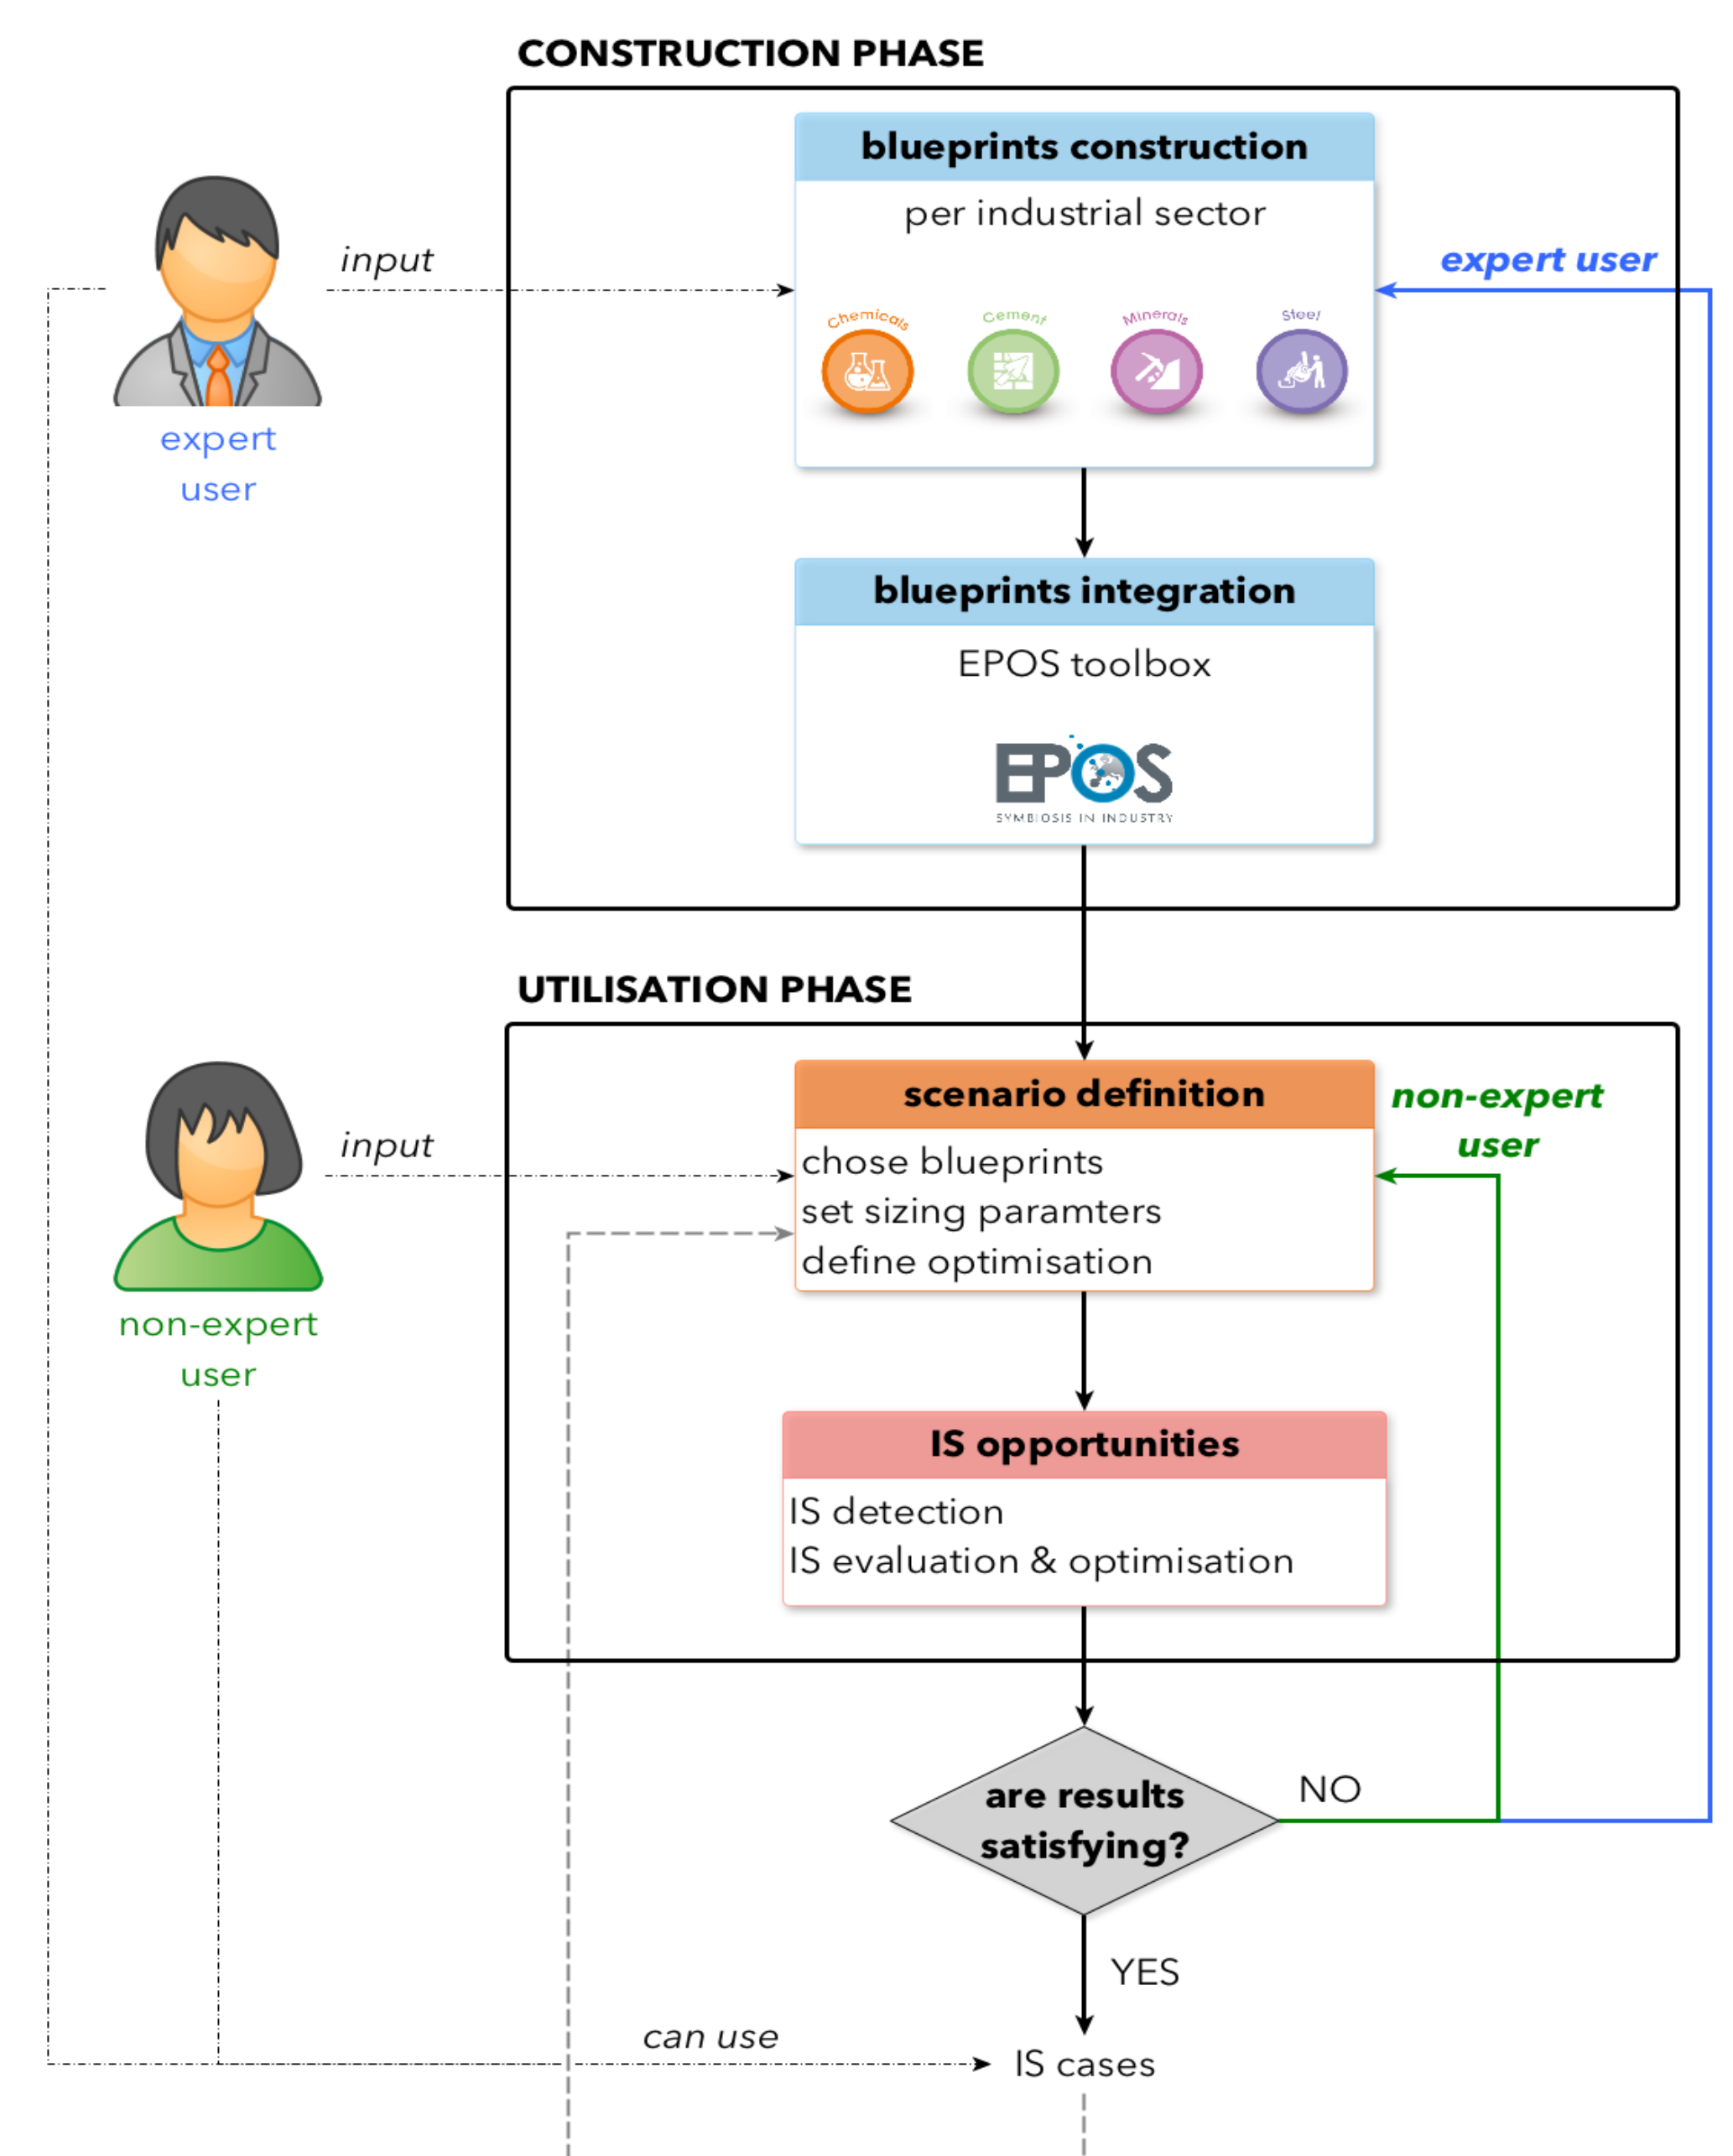 CONSTRUCTION PHASE
blueprints construction
per industrial sector
input
expert user
Chemicals
Cement
Minerals
Steel
expert
user
blueprints integration
EPOS toolbox
EPOS
SYMBIOSIS IN INDUSTRY
UTILISATION PHASE
scenario definition
non-expert
user
input
chose blueprints
set sizing paramters
define optimisation
non-expert
user
IS opportunities
IS detection
IS evaluation & optimisation
are results
satisfying?
NO
YES
can use
IS cases